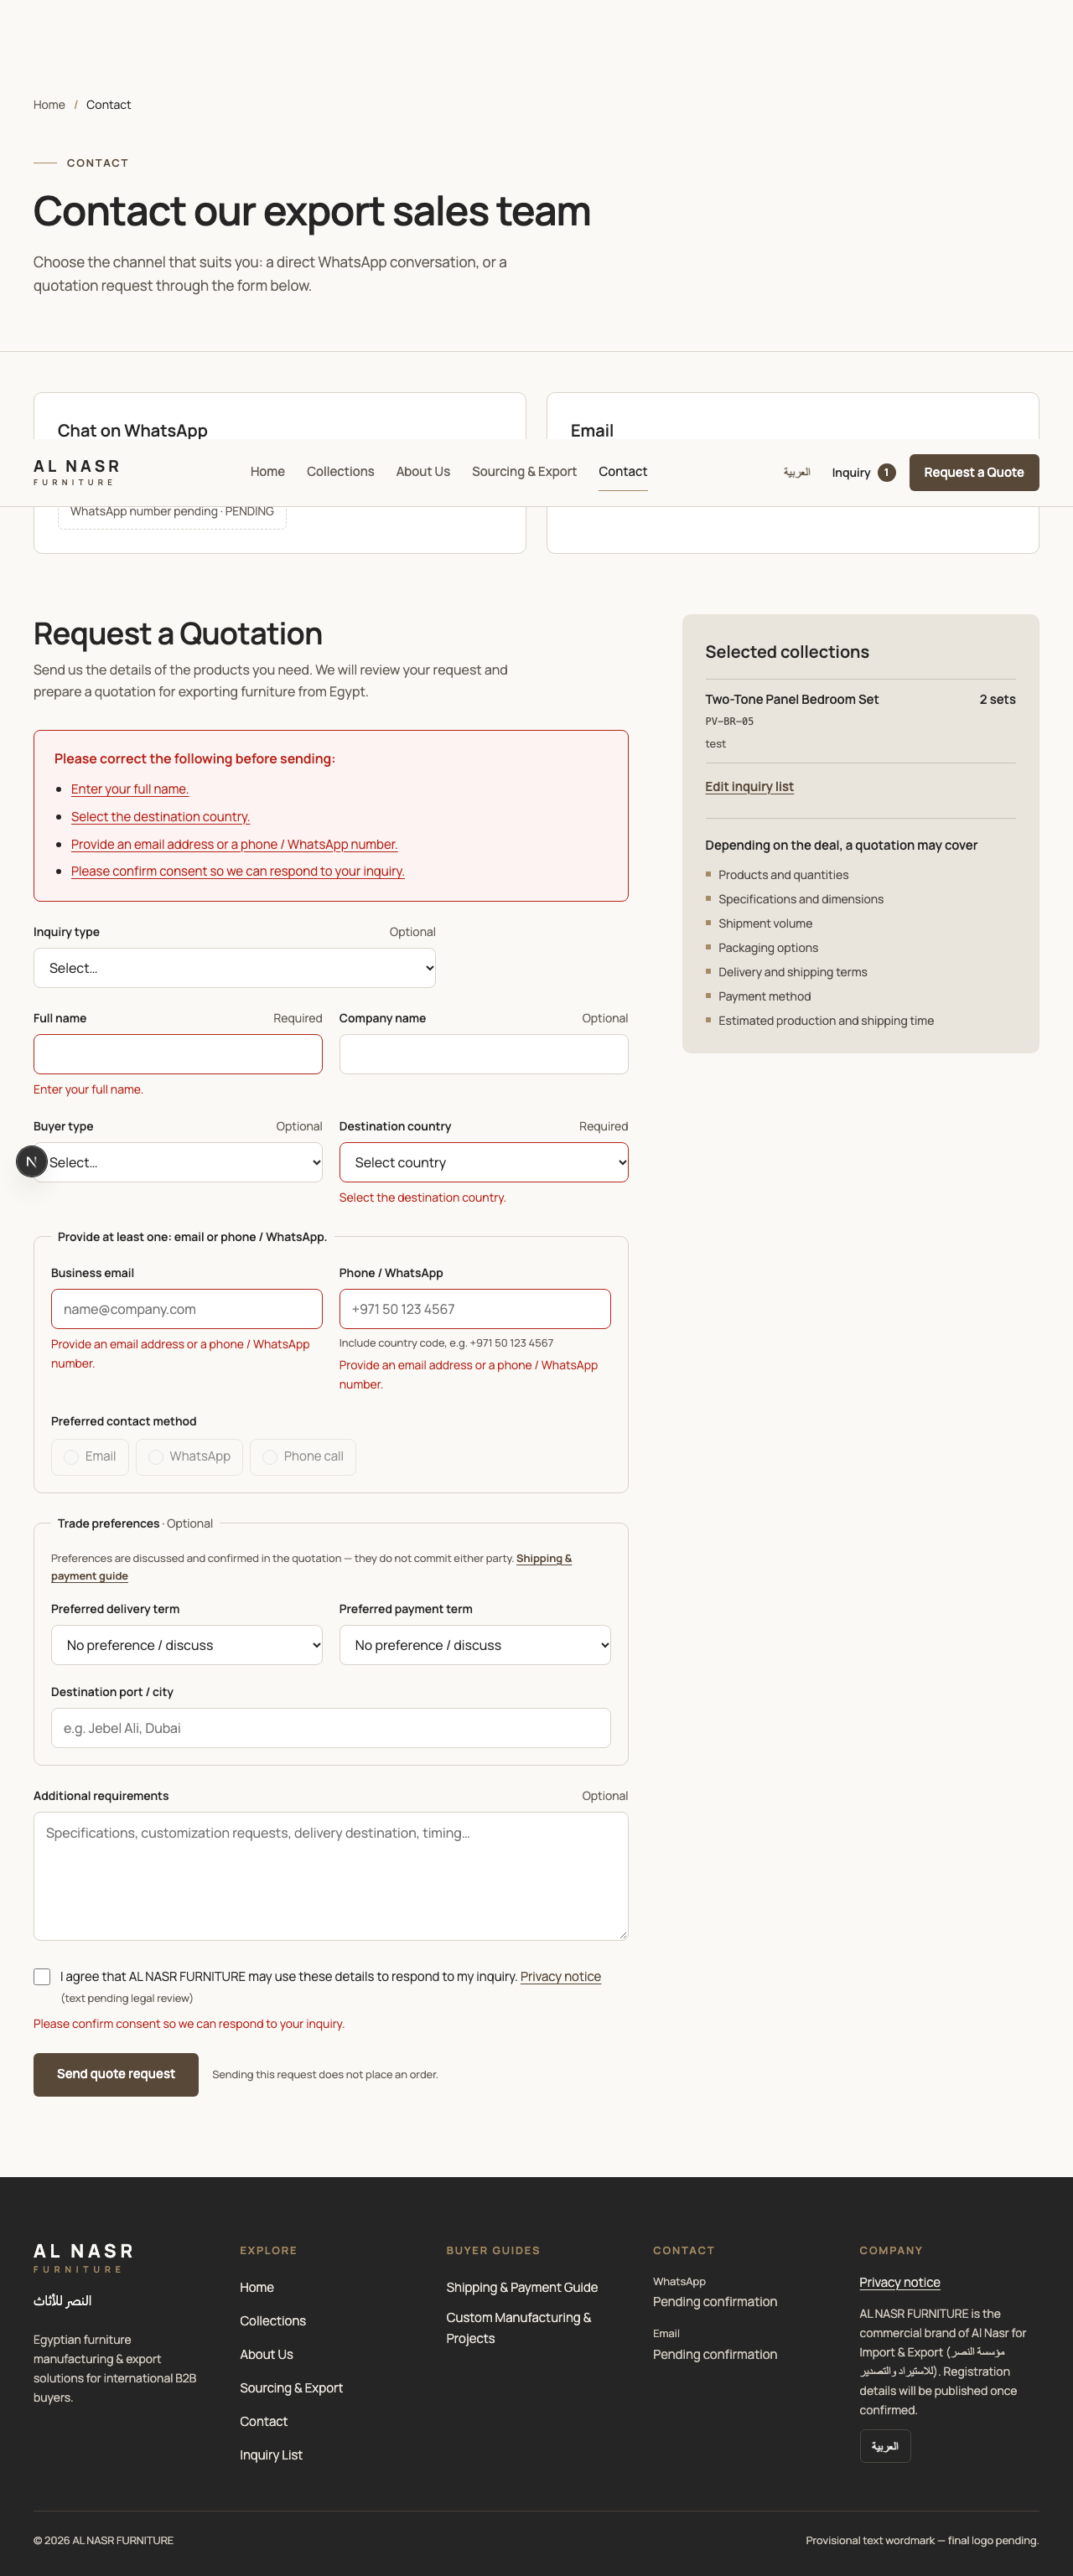 Home / Contact
CONTACT
Contact our export sales team
Choose the channel that suits you: a direct WhatsApp conversation, or a
quotation request through the form below.
Chat on WhatsApp
Email
AL NASR
FURNITURE
Home
Collections
About Us
Sourcing & Export
Contact
العربية
Inquiry 1
Request a Quote
WhatsApp number pending · PENDING
Request a Quotation
Send us the details of the products you need. We will review your request and
prepare a quotation for exporting furniture from Egypt.
Please correct the following before sending:
Enter your full name.
Select the destination country.
Provide an email address or a phone / WhatsApp number.
Please confirm consent so we can respond to your inquiry.
Inquiry type Optional
Select…
Full name Required
Company name Optional
Enter your full name.
Buyer type Optional
Destination country Required
N
Select…
Select country
Select the destination country.
Provide at least one: email or phone / WhatsApp.
Business email
Phone / WhatsApp
name@company.com
+971 50 123 4567
Provide an email address or a phone / WhatsApp
number.
Include country code, e.g. +971 50 123 4567
Provide an email address or a phone / WhatsApp
number.
Preferred contact method
Email
WhatsApp
Phone call
Trade preferences · Optional
Preferences are discussed and confirmed in the quotation — they do not commit either party. Shipping &
payment guide
Preferred delivery term
Preferred payment term
No preference / discuss
No preference / discuss
Destination port / city
e.g. Jebel Ali, Dubai
Additional requirements Optional
Specifications, customization requests, delivery destination, timing…
I agree that AL NASR FURNITURE may use these details to respond to my inquiry. Privacy notice
(text pending legal review)
Please confirm consent so we can respond to your inquiry.
Send quote request
Sending this request does not place an order.
Selected collections
Two-Tone Panel Bedroom Set 2 sets
PV-BR-05
test
Edit inquiry list
Depending on the deal, a quotation may cover
Products and quantities
Specifications and dimensions
Shipment volume
Packaging options
Delivery and shipping terms
Payment method
Estimated production and shipping time
AL NASR
FURNITURE
النصر للأثاث
Egyptian furniture
manufacturing & export
solutions for international B2B
buyers.
EXPLORE
Home
Collections
About Us
Sourcing & Export
Contact
Inquiry List
BUYER GUIDES
Shipping & Payment Guide
Custom Manufacturing &
Projects
CONTACT
WhatsApp
Pending confirmation
Email
Pending confirmation
COMPANY
Privacy notice
AL NASR FURNITURE is the
commercial brand of Al Nasr for
Import & Export (مؤسسة النصر
للاستيراد والتصدير). Registration
details will be published once
confirmed.
العربية
© 2026 AL NASR FURNITURE
Provisional text wordmark — final logo pending.